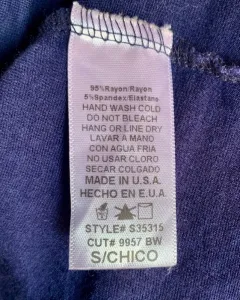 95%Rayon/Rayon
5%Spandex/Elastano
HAND WASH COLD
DO NOT BLEACH
HANG OR LINE DRY
LAVAR A MANO
CON AGUA FRIA
NO USAR CLORO
SECAR COLGADO
MADE IN U.S.A.
HECHO EN E.U.A.
STYLE# S35315
CUT# 9957 BW
S/CHICO